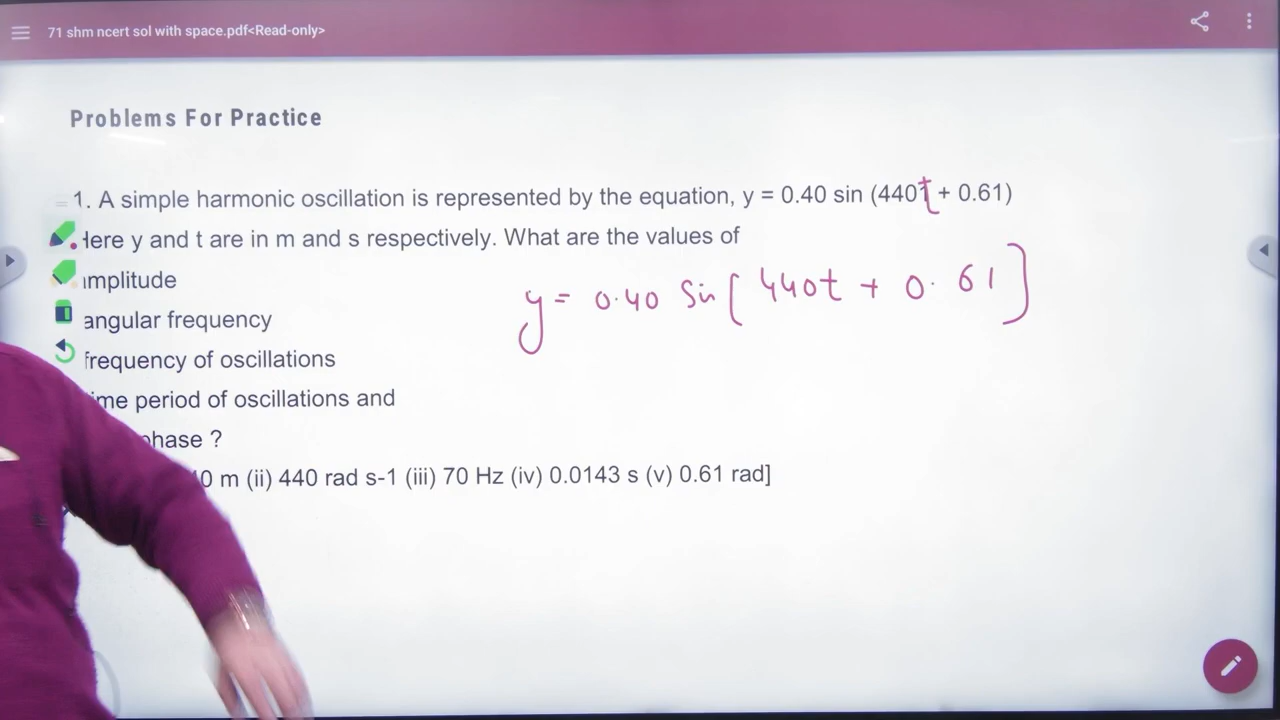 71 shm ncert sol with space.pdf<Read-only>
Problems For Practice
1. A simple harmonic oscillation is represented by the equation, y = 0.40 sin (440t + 0.61)
Here y and t are in m and s respectively. What are the values of
amplitude
y = 0.40 Sin [ 440t + 0.61 ]
angular frequency
frequency of oscillations
time period of oscillations and
phase ?
0 m (ii) 440 rad s-1 (iii) 70 Hz (iv) 0.0143 s (v) 0.61 rad]